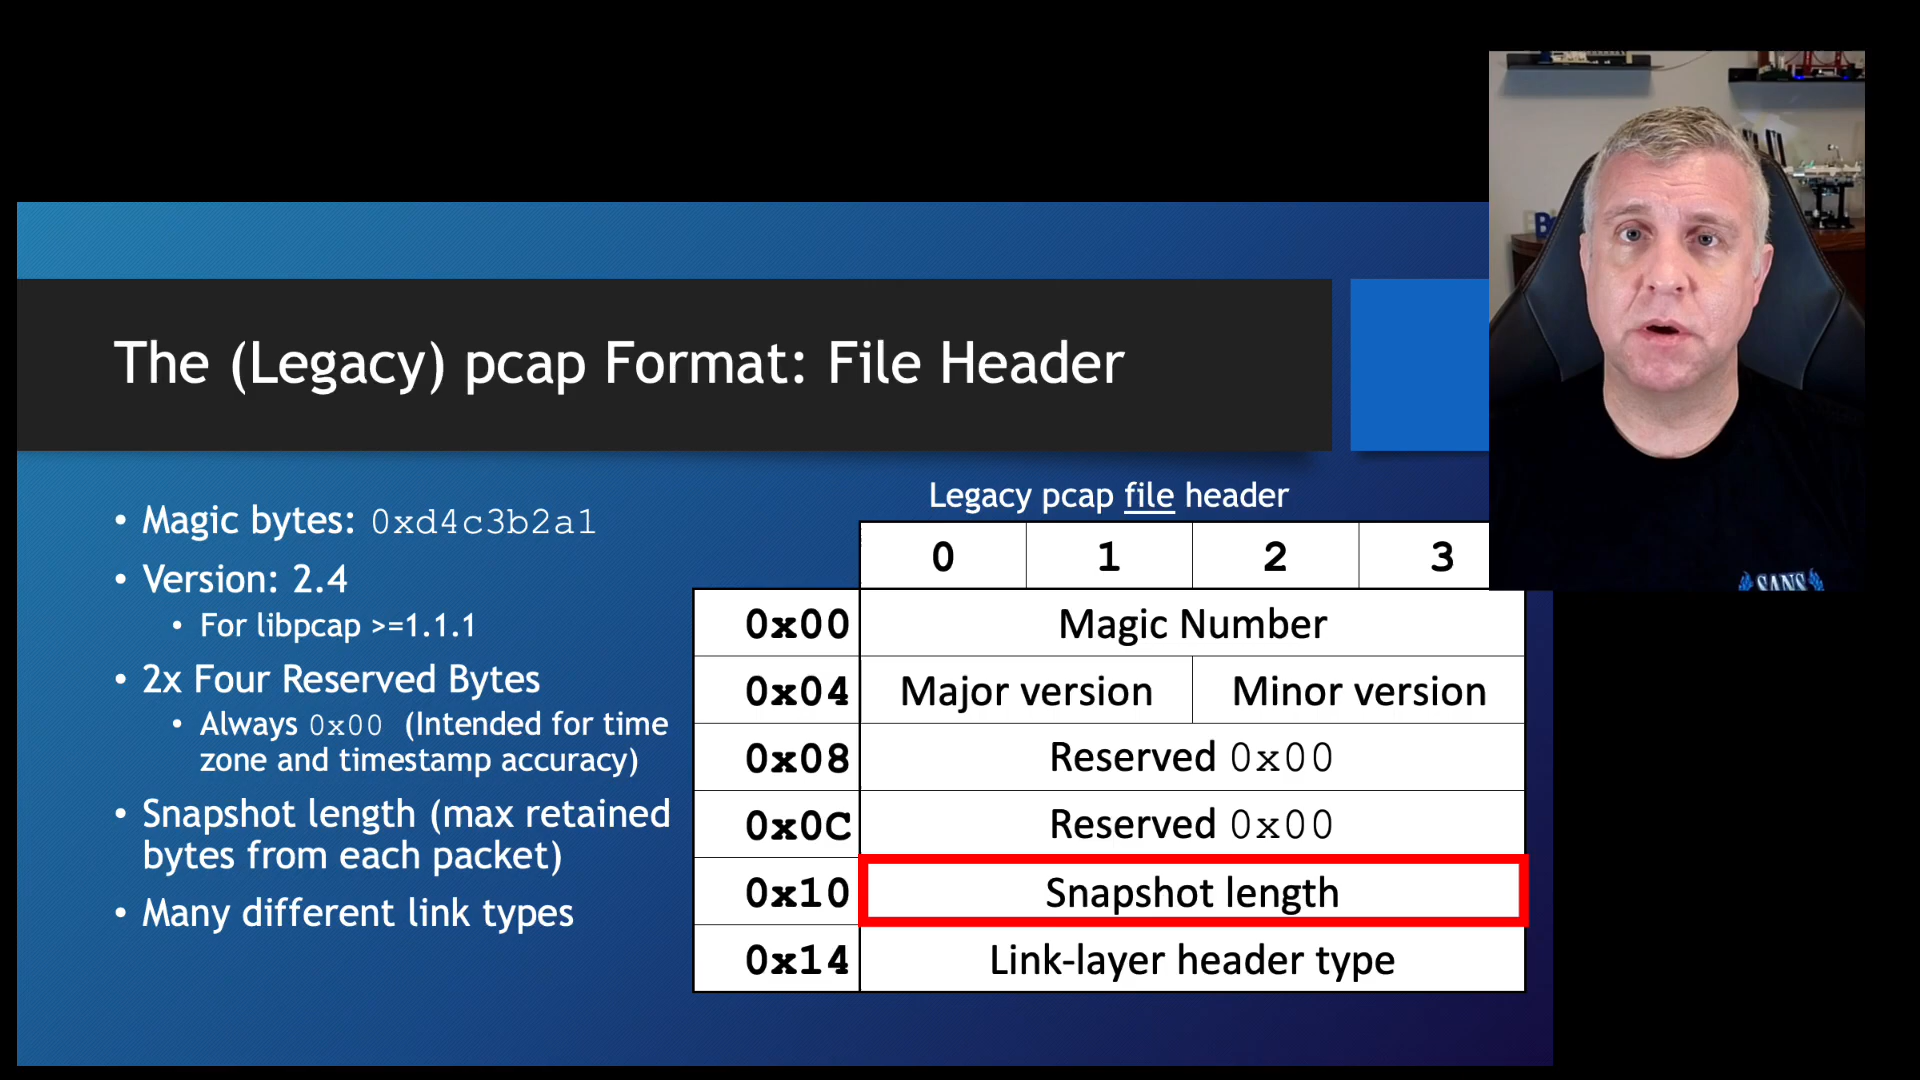 The (Legacy) pcap Format: File Header
• Magic bytes: 0xd4c3b2a1
• Version: 2.4
• For libpcap >=1.1.1
• 2x Four Reserved Bytes
• Always 0x00 (Intended for time
zone and timestamp accuracy)
• Snapshot length (max retained
bytes from each packet)
• Many different link types
Legacy pcap file header
0 1 2 3
0x00 Magic Number
0x04 Major version Minor version
0x08 Reserved 0x00
0x0C Reserved 0x00
0x10 Snapshot length
0x14 Link-layer header type
SANS